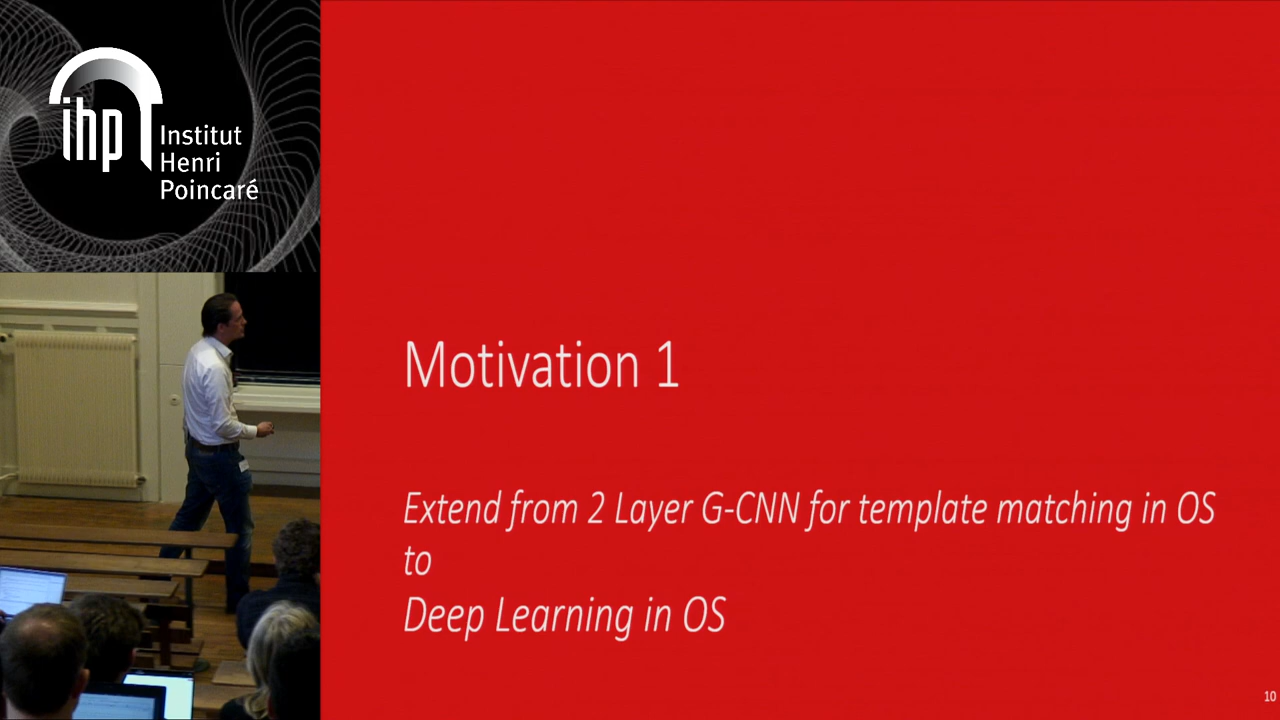 ihp
Institut
Henri
Poincaré
Motivation 1
Extend from 2 Layer G-CNN for template matching in OS
to
Deep Learning in OS
10